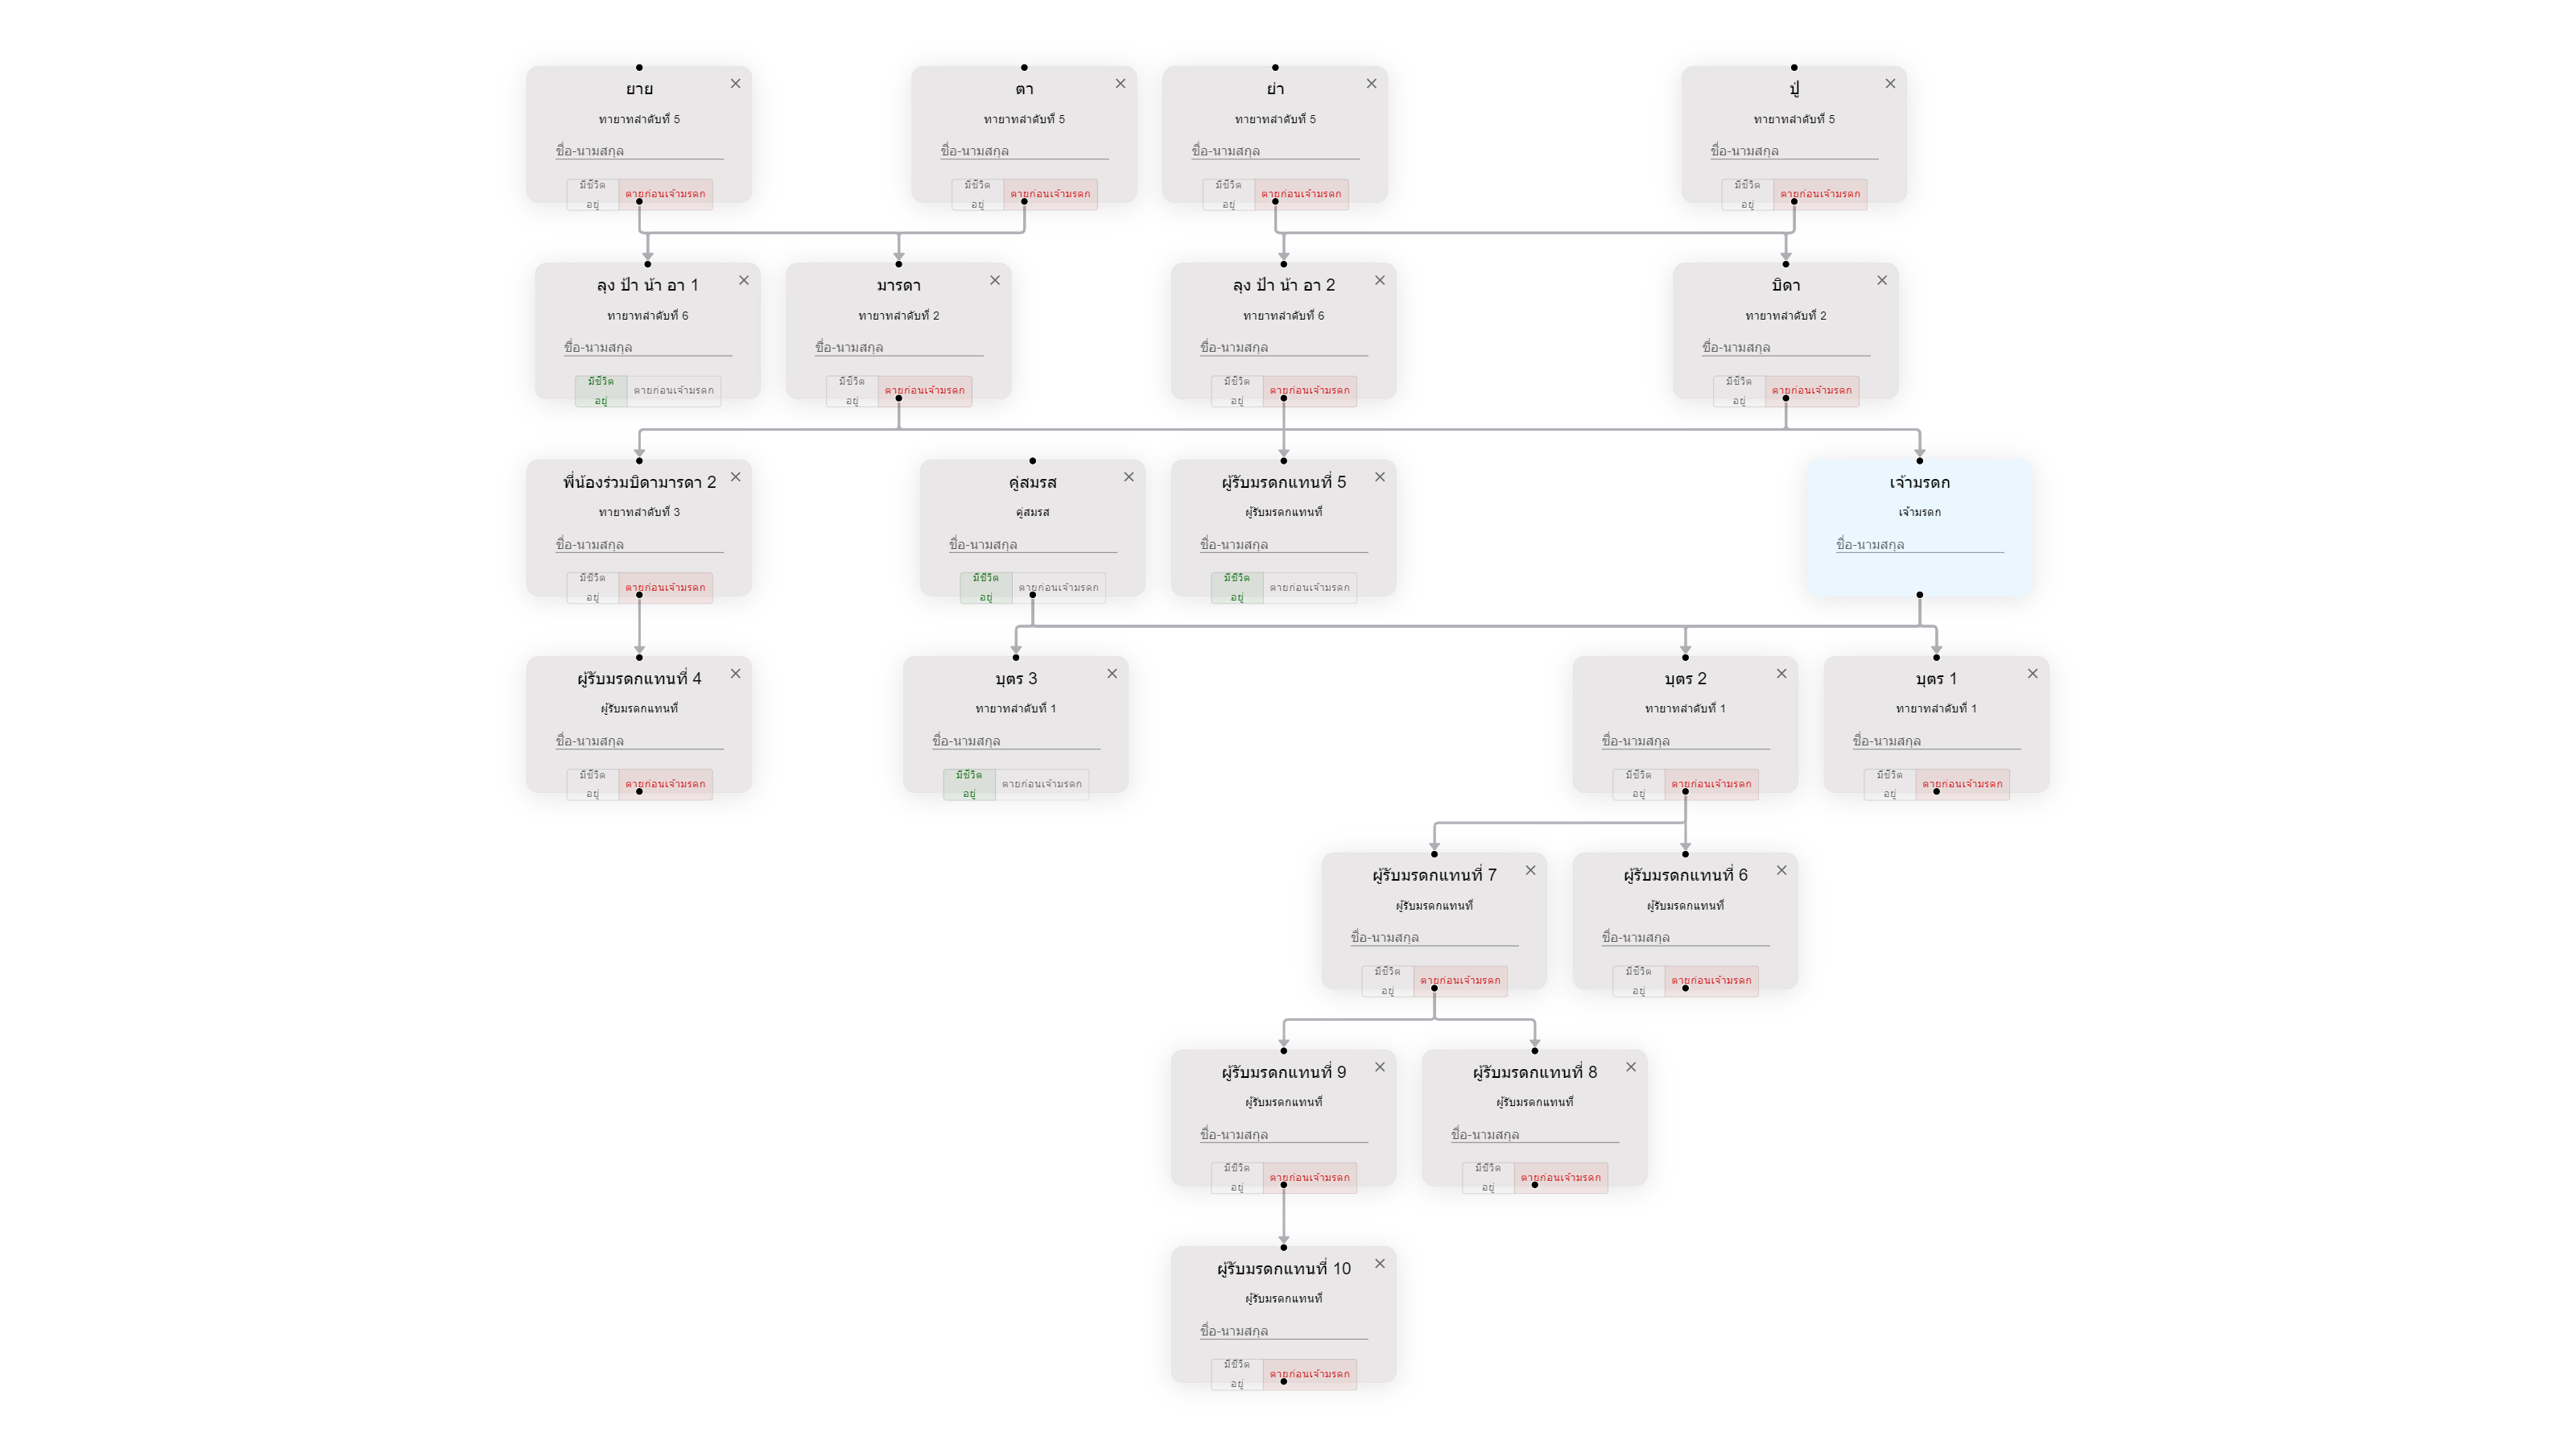 ยาย
ทายาทลำดับที่ 5
ชื่อ-นามสกุล
มีชีวิต
อยู่
ตายก่อนเจ้ามรดก
ตา
ทายาทลำดับที่ 5
ชื่อ-นามสกุล
มีชีวิต
อยู่
ตายก่อนเจ้ามรดก
ย่า
ทายาทลำดับที่ 5
ชื่อ-นามสกุล
มีชีวิต
อยู่
ตายก่อนเจ้ามรดก
ปู่
ทายาทลำดับที่ 5
ชื่อ-นามสกุล
มีชีวิต
อยู่
ตายก่อนเจ้ามรดก
ลุง ป้า น้า อา 1
ทายาทลำดับที่ 6
ชื่อ-นามสกุล
มีชีวิต
อยู่
ตายก่อนเจ้ามรดก
มารดา
ทายาทลำดับที่ 2
ชื่อ-นามสกุล
มีชีวิต
อยู่
ตายก่อนเจ้ามรดก
ลุง ป้า น้า อา 2
ทายาทลำดับที่ 6
ชื่อ-นามสกุล
มีชีวิต
อยู่
ตายก่อนเจ้ามรดก
บิดา
ทายาทลำดับที่ 2
ชื่อ-นามสกุล
มีชีวิต
อยู่
ตายก่อนเจ้ามรดก
พี่น้องร่วมบิดามารดา 2
ทายาทลำดับที่ 3
ชื่อ-นามสกุล
มีชีวิต
อยู่
ตายก่อนเจ้ามรดก
คู่สมรส
คู่สมรส
ชื่อ-นามสกุล
มีชีวิต
อยู่
ตายก่อนเจ้ามรดก
ผู้รับมรดกแทนที่ 5
ผู้รับมรดกแทนที่
ชื่อ-นามสกุล
มีชีวิต
อยู่
ตายก่อนเจ้ามรดก
เจ้ามรดก
เจ้ามรดก
ชื่อ-นามสกุล
ผู้รับมรดกแทนที่ 4
ผู้รับมรดกแทนที่
ชื่อ-นามสกุล
มีชีวิต
อยู่
ตายก่อนเจ้ามรดก
บุตร 3
ทายาทลำดับที่ 1
ชื่อ-นามสกุล
มีชีวิต
อยู่
ตายก่อนเจ้ามรดก
บุตร 2
ทายาทลำดับที่ 1
ชื่อ-นามสกุล
มีชีวิต
อยู่
ตายก่อนเจ้ามรดก
บุตร 1
ทายาทลำดับที่ 1
ชื่อ-นามสกุล
มีชีวิต
อยู่
ตายก่อนเจ้ามรดก
ผู้รับมรดกแทนที่ 7
ผู้รับมรดกแทนที่
ชื่อ-นามสกุล
มีชีวิต
อยู่
ตายก่อนเจ้ามรดก
ผู้รับมรดกแทนที่ 6
ผู้รับมรดกแทนที่
ชื่อ-นามสกุล
มีชีวิต
อยู่
ตายก่อนเจ้ามรดก
ผู้รับมรดกแทนที่ 9
ผู้รับมรดกแทนที่
ชื่อ-นามสกุล
มีชีวิต
อยู่
ตายก่อนเจ้ามรดก
ผู้รับมรดกแทนที่ 8
ผู้รับมรดกแทนที่
ชื่อ-นามสกุล
มีชีวิต
อยู่
ตายก่อนเจ้ามรดก
ผู้รับมรดกแทนที่ 10
ผู้รับมรดกแทนที่
ชื่อ-นามสกุล
มีชีวิต
อยู่
ตายก่อนเจ้ามรดก